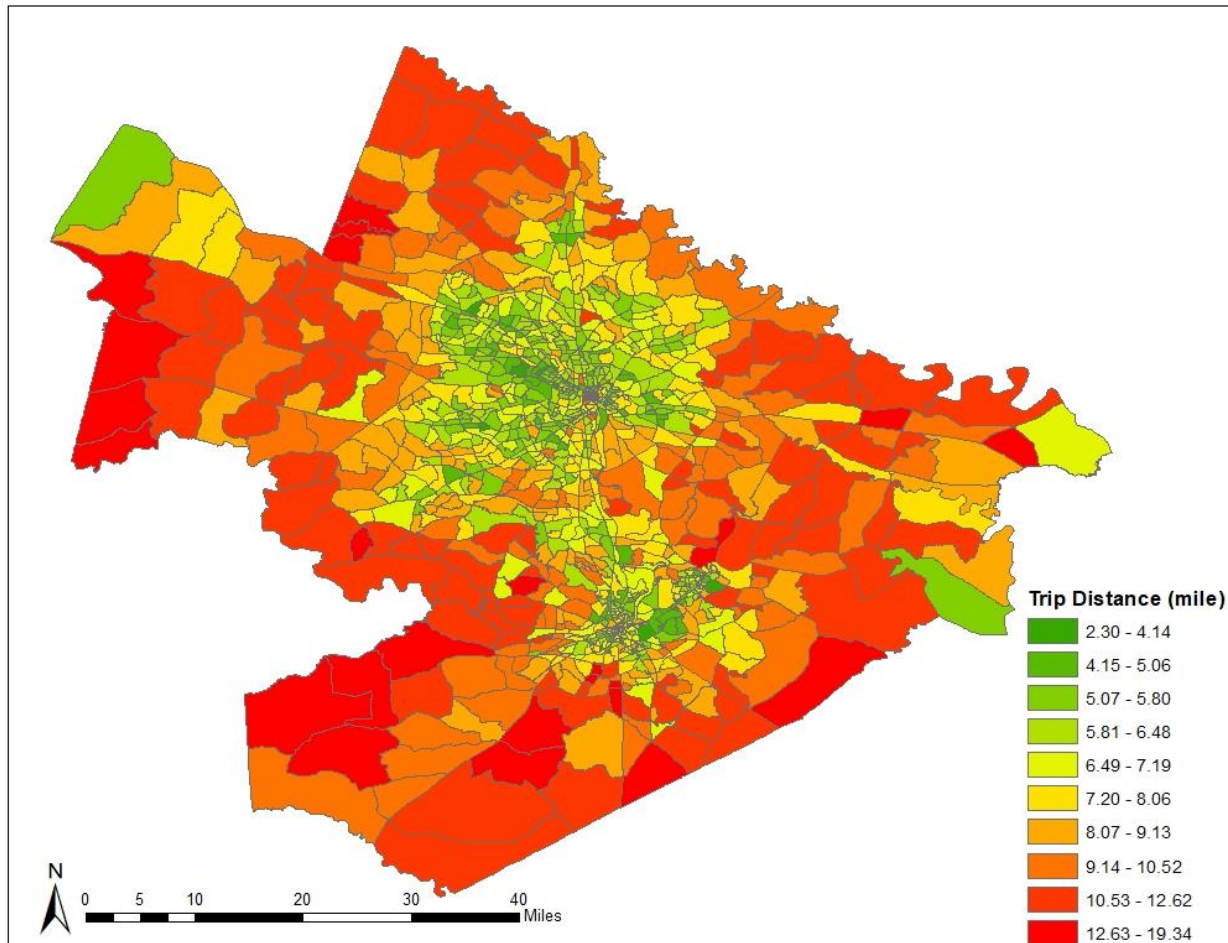 Trip Distance (mile)
2.30 - 4.14
4.15 - 5.06
5.07 - 5.80
5.81 - 6.48
6.49 - 7.19
7.20 - 8.06
8.07 - 9.13
9.14 - 10.52
10.53 - 12.62
12.63 - 19.34
N
0 5 10 20 30 40
Miles